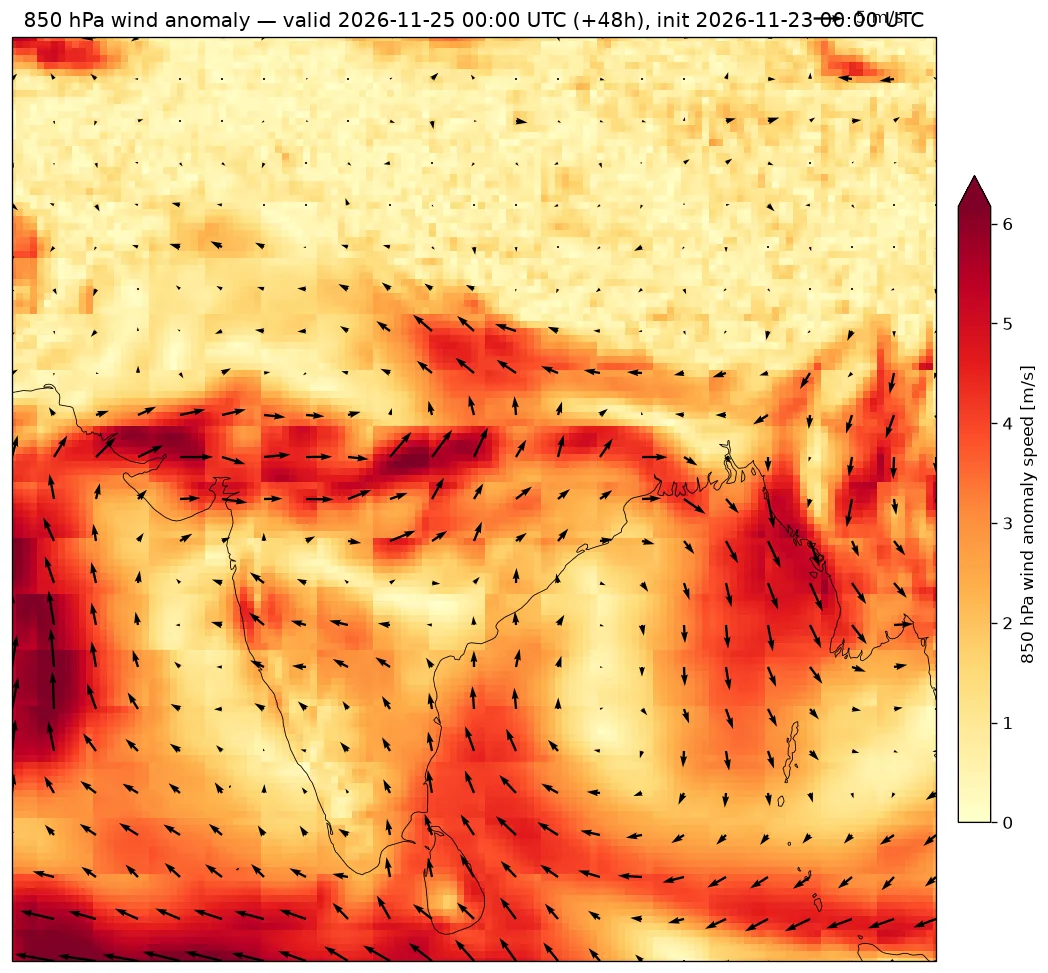 850 hPa wind anomaly — valid 2026-11-25 00:00 UTC (+48h), init 2026-11-23 00:00 UTC
5 m/s
6
5
4
3
2
1
0
850 hPa wind anomaly speed [m/s]